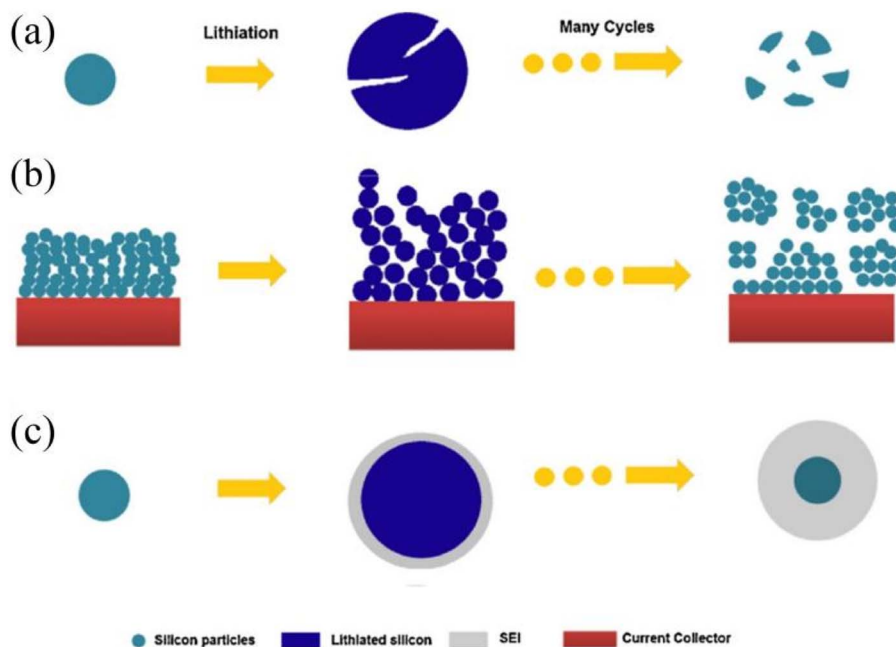 (a)
Lithiation
Many Cycles
(b)
(c)
Silicon particles
Lithiated silicon
SEI
Current Collector